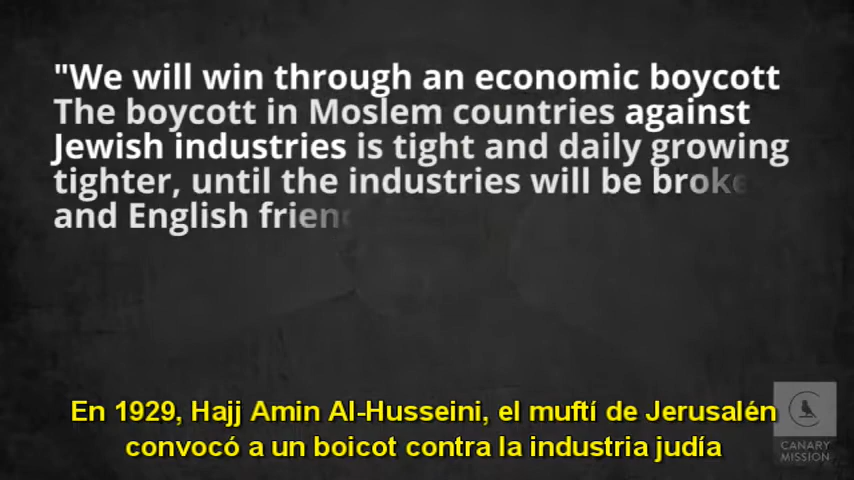 "We will win through an economic boycott
The boycott in Moslem countries against
Jewish industries is tight and daily growing
tighter, until the industries will be
and English
En 1929, Hajj Amin Al-Husseini, el muftí de Jerusalén
convocó a un boicot contra la industria judía
CANARY
MISSION